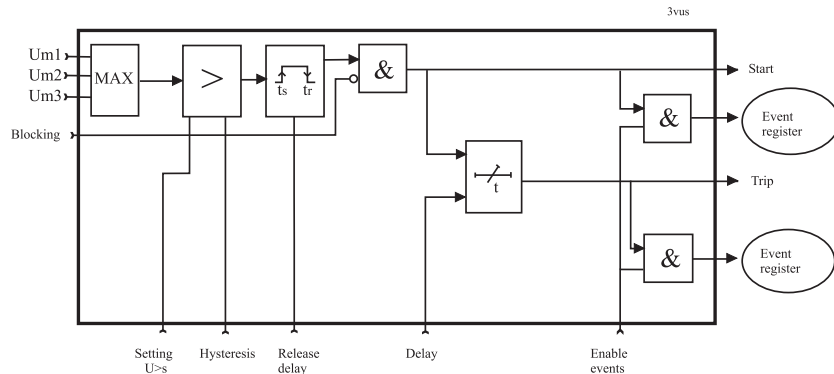 3vus
Um1
Um2
Um3
MAX
>
ts tr
&
Start
&
Event
register
Blocking
t
Trip
&
Event
register
Setting
U>s
Hysteresis
Release
delay
Delay
Enable
events